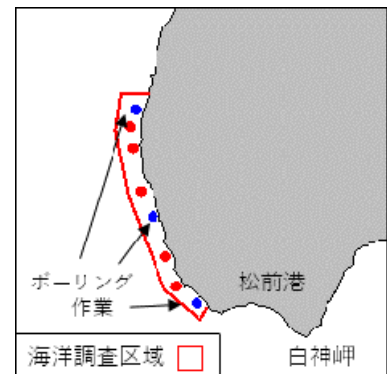 ボーリング
作業
松前港
海洋調査区域
白神岬